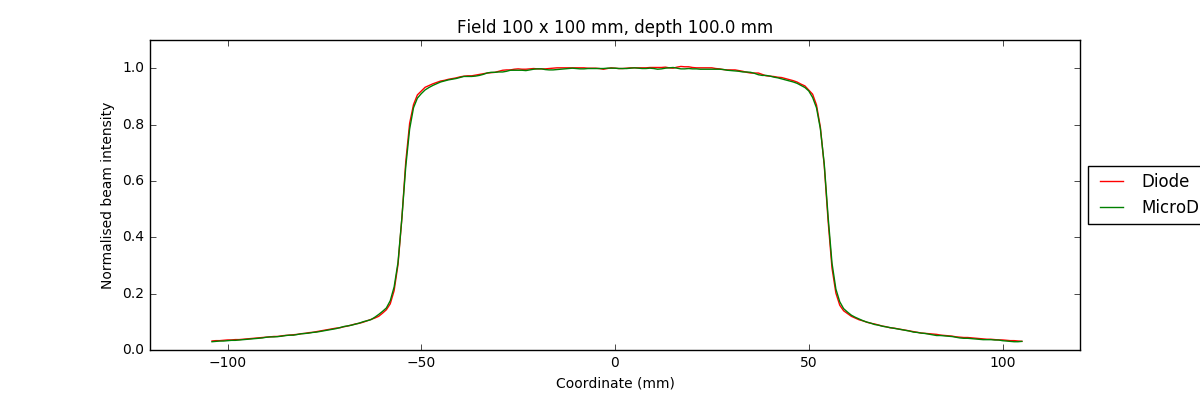 Field 100 x 100 mm, depth 100.0 mm
Normalised beam intensity
1.0
0.8
0.6
0.4
0.2
0.0
−100
−50
0
50
100
Coordinate (mm)
Diode
MicroD